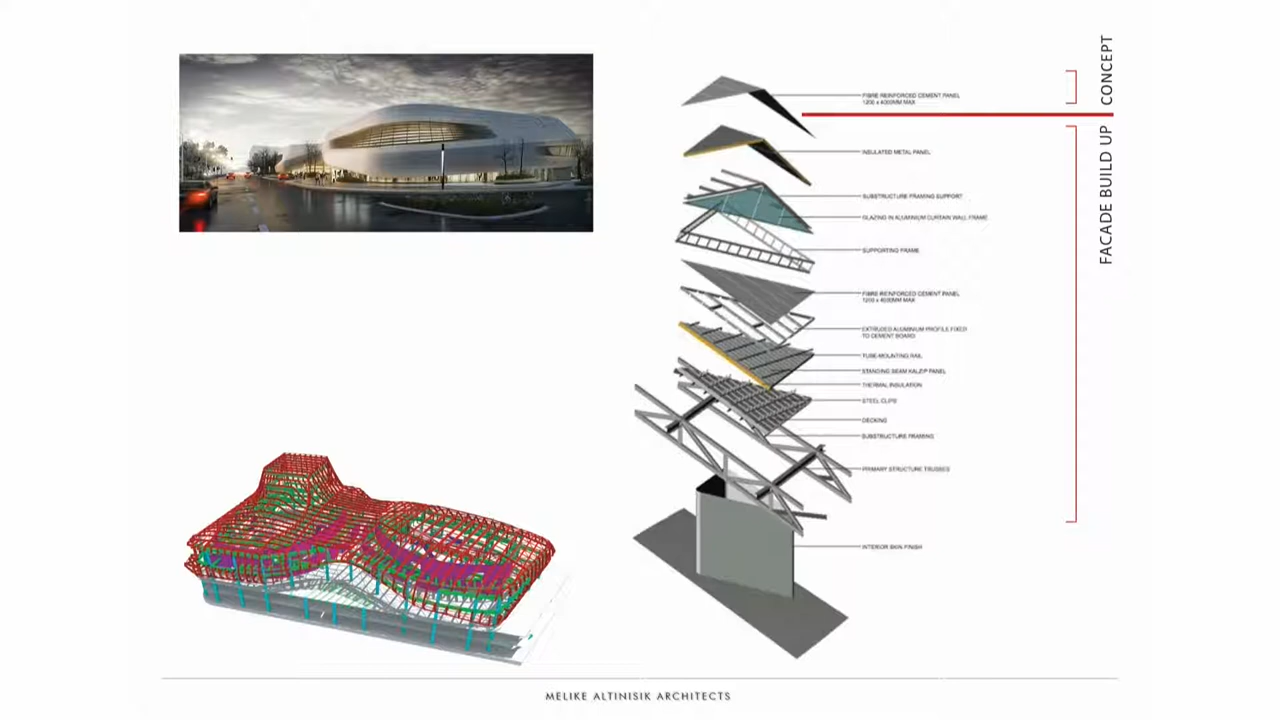 CONCEPT
FIBRE REINFORCED CEMENT PANEL
1200 x 4000MM MAX
FACADE BUILD UP
INSULATED METAL PANEL
SUBSTRUCTURE FRAMING SUPPORT
GLAZING IN ALUMINIUM CURTAIN WALL FRAME
SUPPORTING FRAME
FIBRE REINFORCED CEMENT PANEL
1200 x 4000MM MAX
EXTRUDED ALUMINIUM PROFILE FIXED
TO CEMENT BOARD
TUBE-MOUNTING RAIL
STANDING SEAM KALZIP PANEL
THERMAL INSULATION
STEEL CLIPS
DECKING
SUBSTRUCTURE FRAMING
PRIMARY STRUCTURE TRUSSES
INTERIOR SKIN FINISH
MELIKE ALTINISIK ARCHITECTS